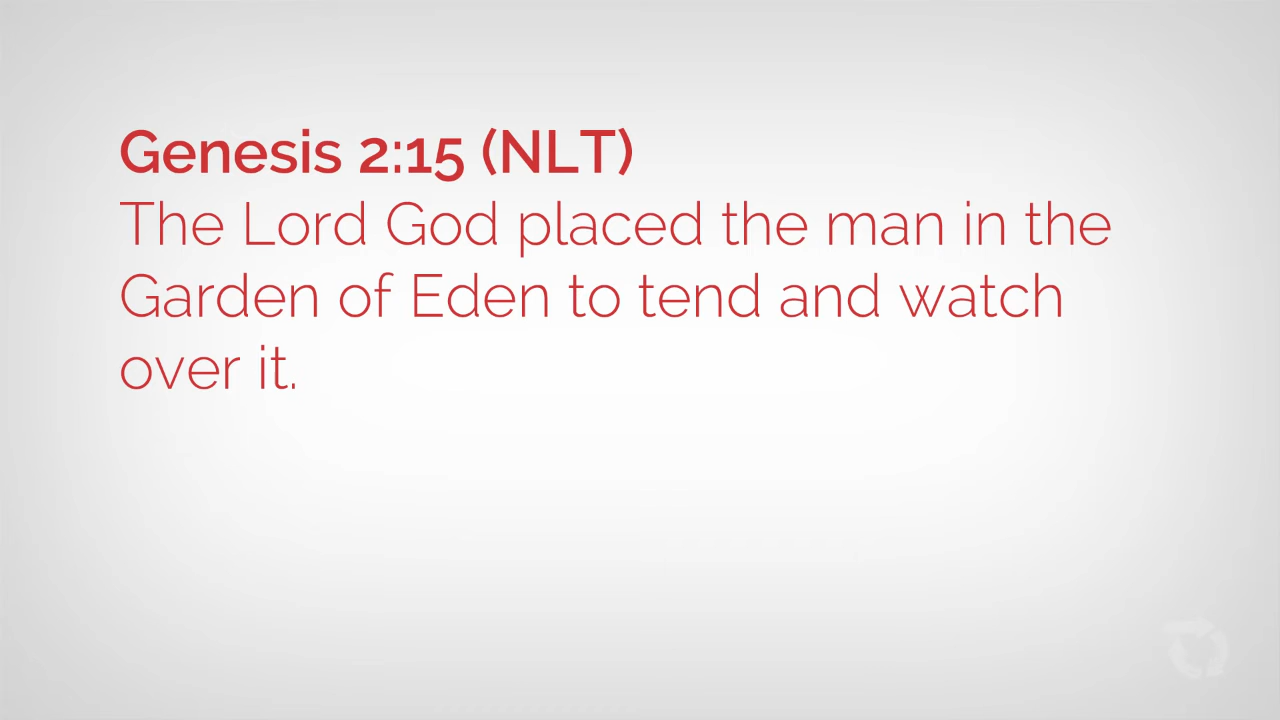 Genesis 2:15 (NLT)
The Lord God placed the man in the
Garden of Eden to tend and watch
over it.